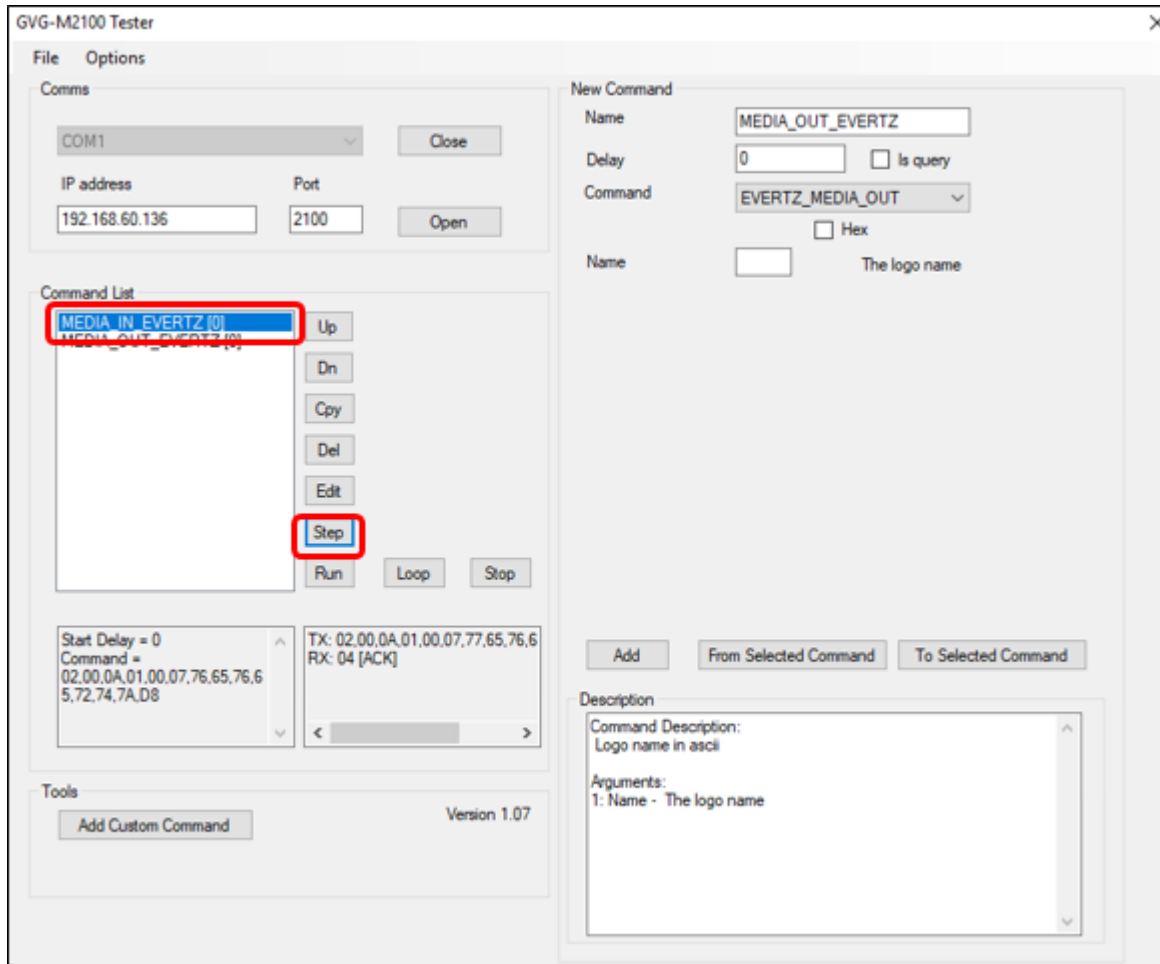 GVG-M2100 Tester
File Options
Comms
COM1
Close
IP address Port
192.168.60.136 2100 Open
Command List
MEDIA_IN_EVERTZ [0]
MEDIA_OUT_EVERTZ [0]
Up
Dn
Cpy
Del
Edit
Step
Run Loop Stop
Start Delay = 0
Command =
02,00,0A,01,00,07,76,65,76,6
5,72,74,7A,D8
TX: 02,00,0A,01,00,07,77,65,76,6
RX: 04 [ACK]
Tools
Add Custom Command
Version 1.07
New Command
Name MEDIA_OUT_EVERTZ
Delay 0 Is query
Command EVERTZ_MEDIA_OUT
Hex
Name The logo name
Add From Selected Command To Selected Command
Description
Command Description:
Logo name in ascii
Arguments:
1: Name - The logo name